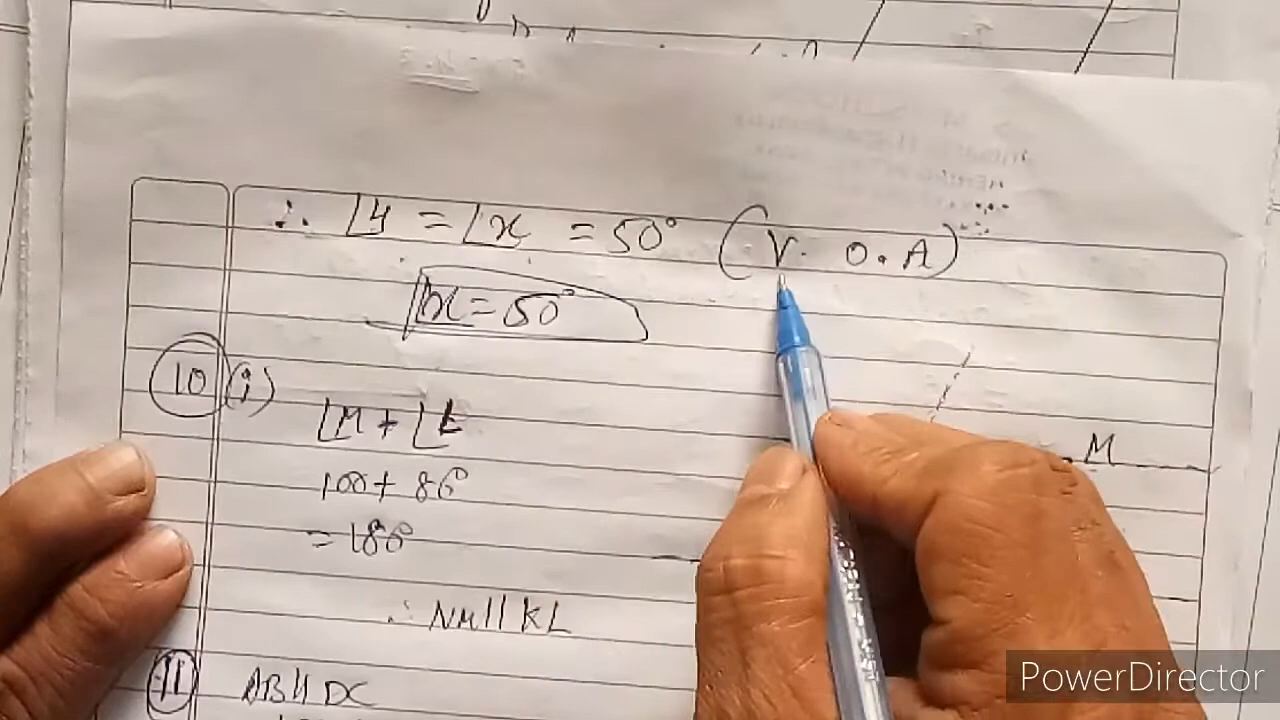 ∴ ∠y = ∠x = 50° (V. O. A)
∠x = 50°
10 (i)
∠M + ∠L
100 + 80°
= 180°
M
∴ NM || KL
11 AB || DC
PowerDirector